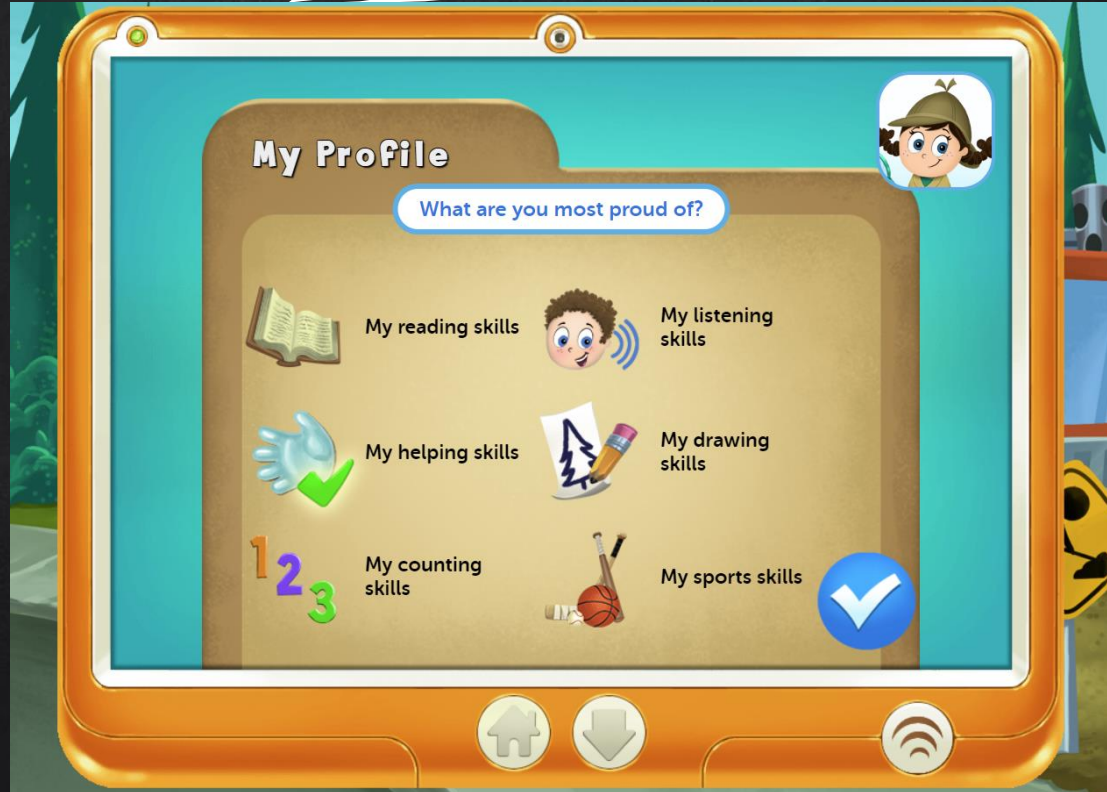 My Profile
What are you most proud of?
My reading skills
My listening
skills
My helping skills
My drawing
skills
1 2 3
My counting
skills
My sports skills